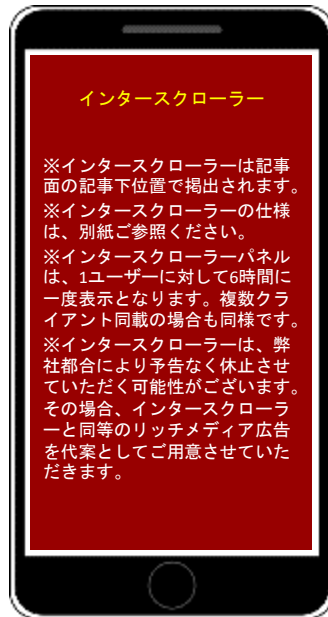 インタースクローラー
※インタースクローラーは記事
面の記事下位置で掲出されます。
※インタースクローラーの仕様
は、別紙ご参照ください。
※インタースクローラーパネル
は、1ユーザーに対して6時間に
一度表示となります。複数クラ
イアント同載の場合も同様です。
※インタースクローラーは、弊
社都合により予告なく休止させ
ていただく可能性がございます。
その場合、インタースクローラ
ーと同等のリッチメディア広告
を代案としてご用意させていた
だきます。